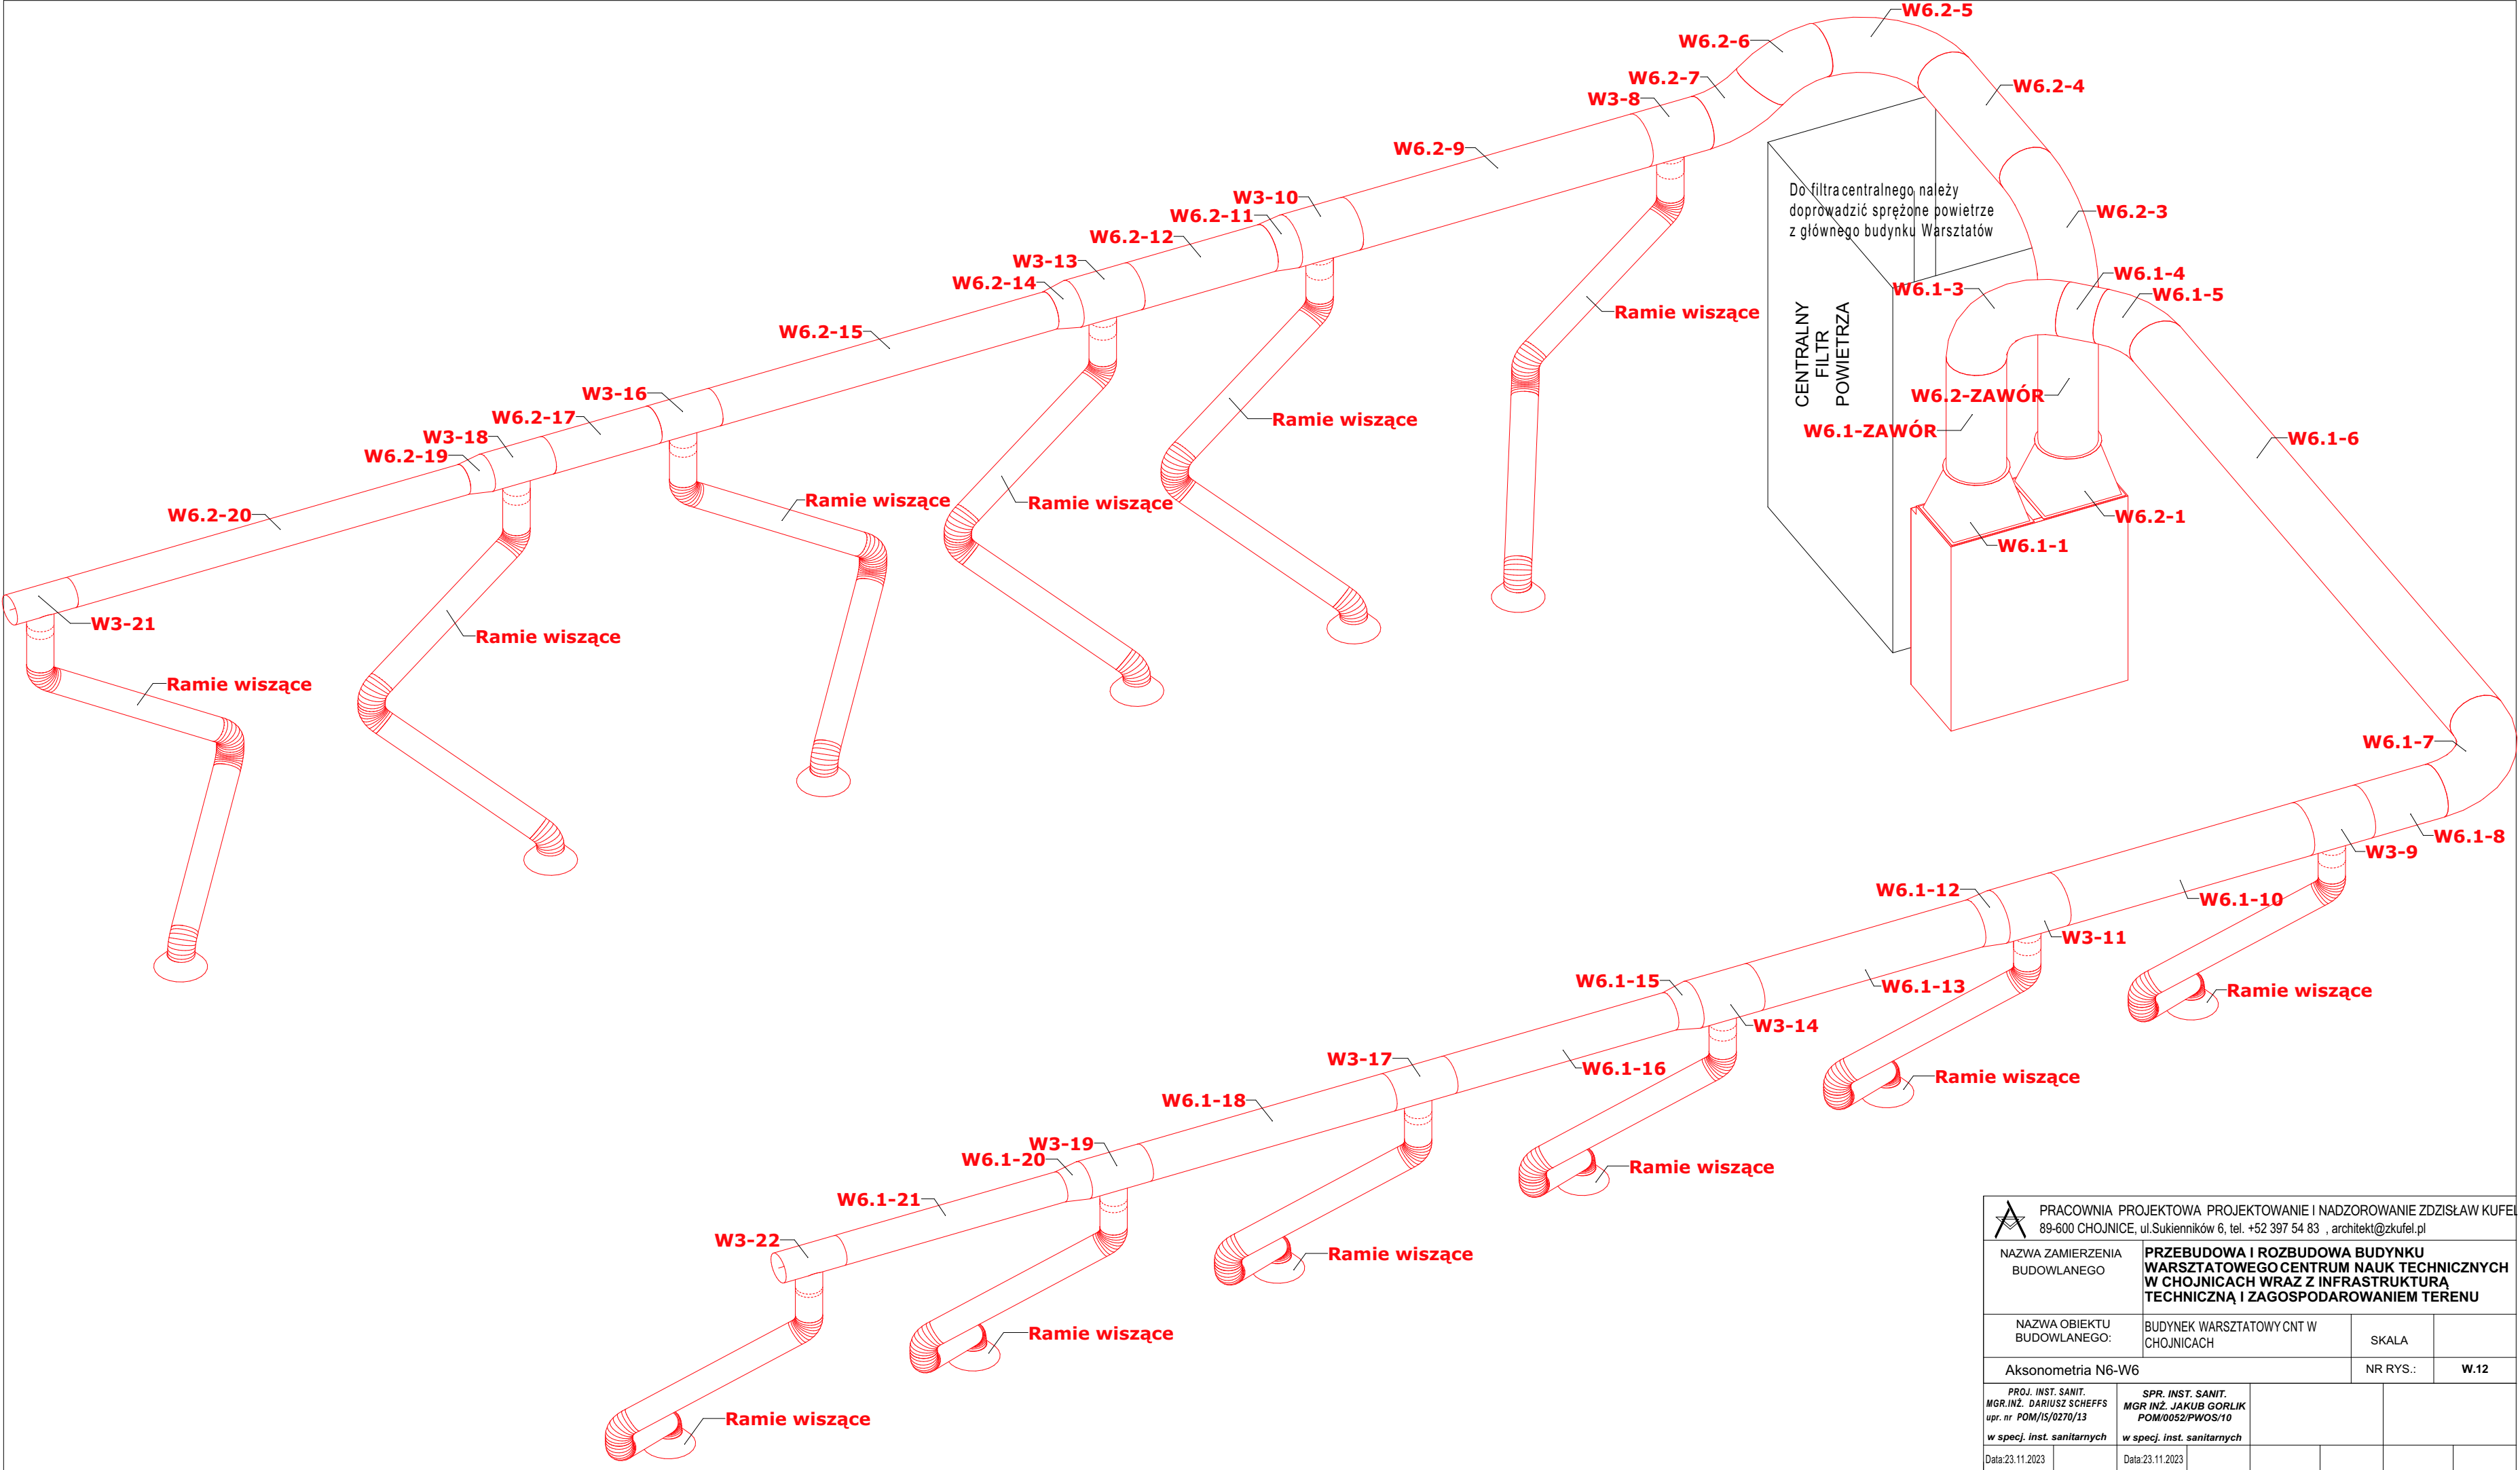 W6.2-5
W6.2-6
W6.2-7
W6.2-4
W3-8
W6.2-9
Do filtra centralnego należy
doprowadzić sprężone powietrze
z głównego budynku Warsztatów
W3-10
W6.2-11
W6.2-3
W6.2-12
W3-13
W6.2-14
W6.1-4
W6.1-3
W6.1-5
Ramie wiszące
CENTRALNY
FILTR
POWIETRZA
W6.2-15
W3-16
W6.2-ZAWÓR
W6.2-17
Ramie wiszące
W6.1-ZAWÓR
W3-18
W6.1-6
W6.2-19
Ramie wiszące
Ramie wiszące
W6.2-20
W6.2-1
W6.1-1
W3-21
Ramie wiszące
Ramie wiszące
W6.1-7
W6.1-8
W3-9
W6.1-12
W6.1-10
W3-11
W6.1-15
W6.1-13
Ramie wiszące
W3-14
W3-17
W6.1-16
Ramie wiszące
W6.1-18
W3-19
W6.1-20
Ramie wiszące
W6.1-21
W3-22
Ramie wiszące
Ramie wiszące
Ramie wiszące
PRACOWNIA PROJEKTOWA PROJEKTOWANIE I NADZOROWANIE ZDZISŁAW KUFEL
89-600 CHOJNICE, ul.Sukienników 6, tel. +52 397 54 83 , architekt@zkufel.pl
NAZWA ZAMIERZENIA
BUDOWLANEGO
PRZEBUDOWA I ROZBUDOWA BUDYNKU
WARSZTATOWEGO CENTRUM NAUK TECHNICZNYCH
W CHOJNICACH WRAZ Z INFRASTRUKTURĄ
TECHNICZNĄ I ZAGOSPODAROWANIEM TERENU
NAZWA OBIEKTU
BUDOWLANEGO:
BUDYNEK WARSZTATOWY CNT W
CHOJNICACH
SKALA
Aksonometria N6-W6
NR RYS.:
W.12
PROJ. INST. SANIT.
MGR.INŻ. DARIUSZ SCHEFFS
upr. nr POM/IS/0270/13
w specj. inst. sanitarnych
SPR. INST. SANIT.
MGR INŻ. JAKUB GORLIK
POM/0052/PWOS/10
w specj. inst. sanitarnych
Data:23.11.2023
Data:23.11.2023